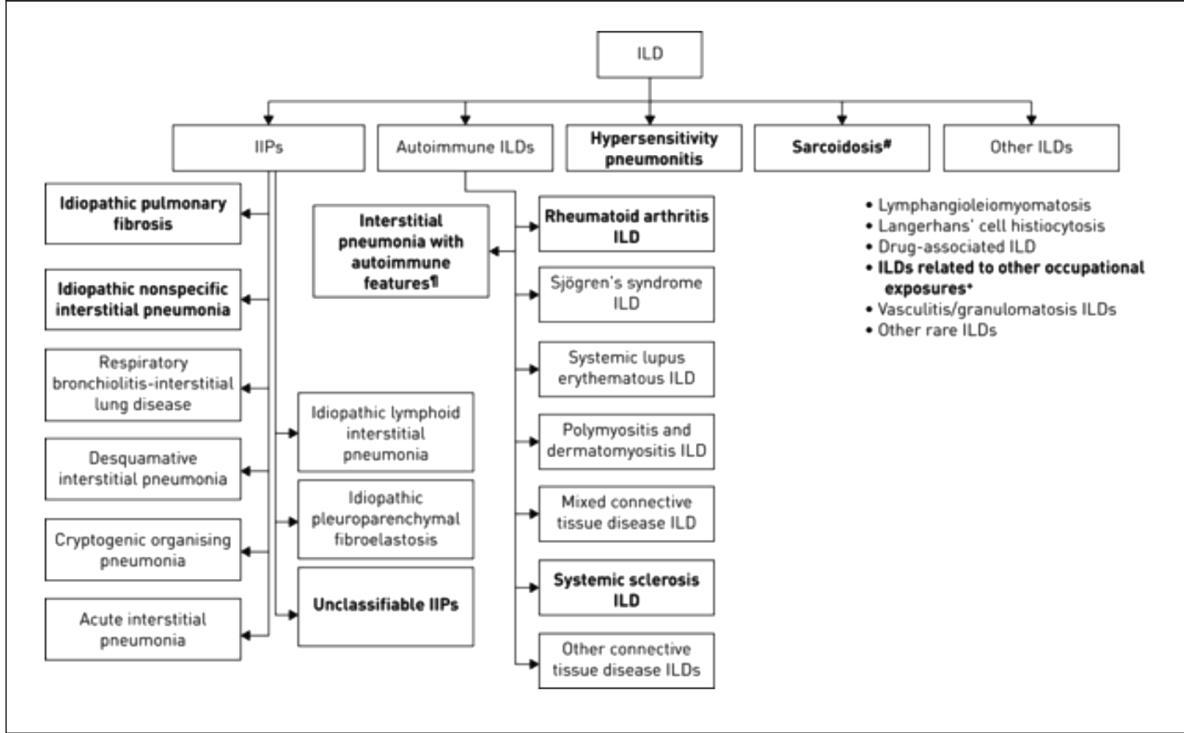 ILD
IIPs
Autoimmune ILDs
Hypersensitivity
pneumonitis
Sarcoidosis#
Other ILDs
Idiopathic pulmonary
fibrosis
Idiopathic nonspecific
interstitial pneumonia
Respiratory
bronchiolitis-interstitial
lung disease
Desquamative
interstitial pneumonia
Cryptogenic organising
pneumonia
Acute interstitial
pneumonia
Idiopathic lymphoid
interstitial
pneumonia
Idiopathic
pleuroparenchymal
fibroelastosis
Unclassifiable IIPs
Interstitial
pneumonia with
autoimmune
features¶
Rheumatoid arthritis
ILD
Sjögren's syndrome
ILD
Systemic lupus
erythematous ILD
Polymyositis and
dermatomyositis ILD
Mixed connective
tissue disease ILD
Systemic sclerosis
ILD
Other connective
tissue disease ILDs
• Lymphangioleiomyomatosis
• Langerhans' cell histiocytosis
• Drug-associated ILD
• ILDs related to other occupational
exposures+
• Vasculitis/granulomatosis ILDs
• Other rare ILDs